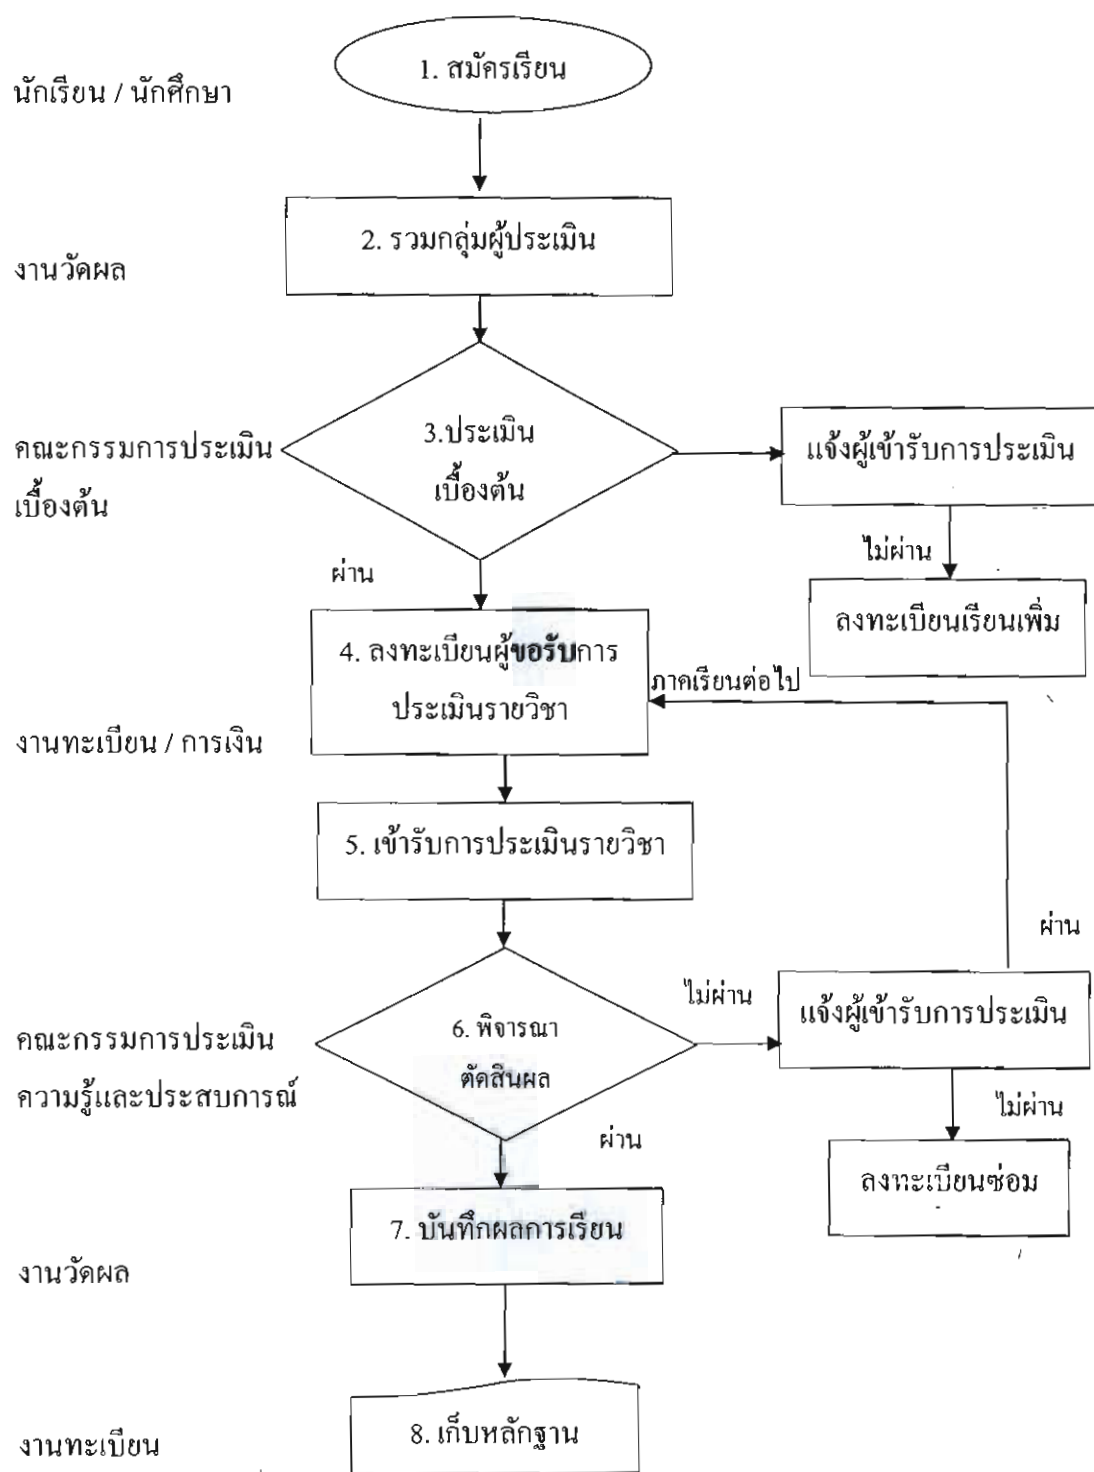 1. สมัครเรียน
นักเรียน / นักศึกษา
2. รวมกลุ่มผู้ประเมิน
งานวัดผล
3.ประเมิน
เบื้องต้น
คณะกรรมการประเมิน
เบื้องต้น
แจ้งผู้เข้ารับการประเมิน
ไม่ผ่าน
ผ่าน
ลงทะเบียนเรียนเพิ่ม
4. ลงทะเบียนผู้ขอรับการ
ประเมินรายวิชา
ภาคเรียนต่อไป
งานทะเบียน / การเงิน
5. เข้ารับการประเมินรายวิชา
ผ่าน
ไม่ผ่าน
แจ้งผู้เข้ารับการประเมิน
6. พิจารณา
ตัดสินผล
คณะกรรมการประเมิน
ความรู้และประสบการณ์
ไม่ผ่าน
ผ่าน
ลงทะเบียนซ่อม
7. บันทึกผลการเรียน
งานวัดผล
8. เก็บหลักฐาน
งานทะเบียน